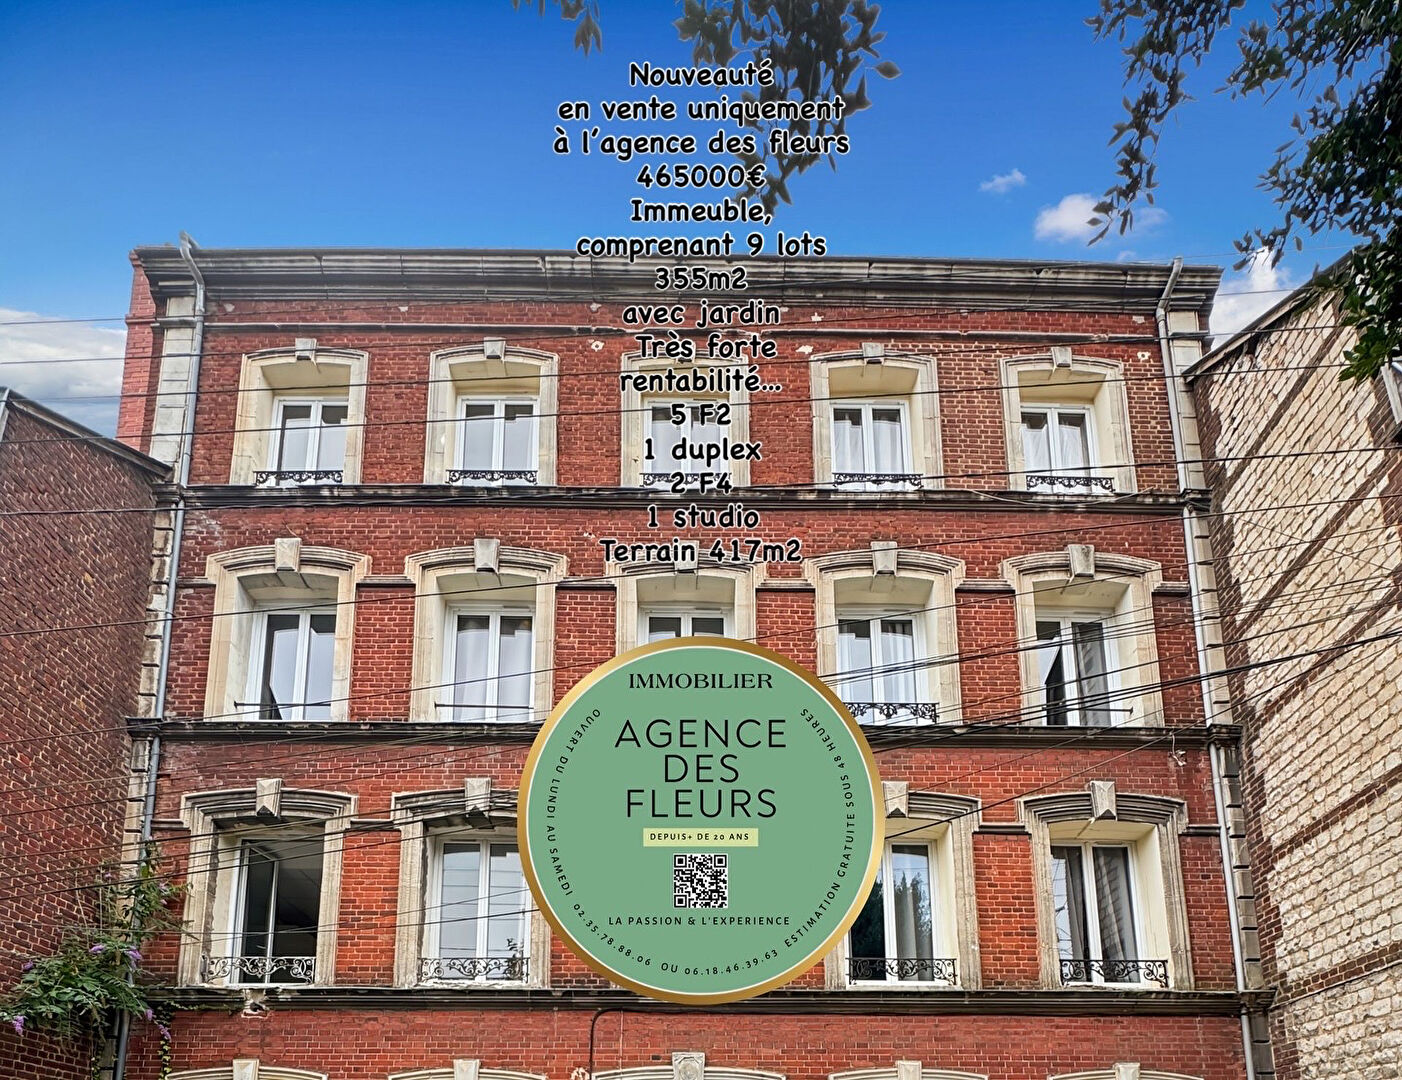 Nouveauté
en vente uniquement
à l'agence des fleurs
465000€
Immeuble,
comprenant 9 lots
355m2
avec jardin
Très forte
rentabilité...
5 F2
1 duplex
2 F4
1 studio
Terrain 417m2
IMMOBILIER
AGENCE
DES
FLEURS
DEPUIS+ DE 20 ANS
LA PASSION & L'EXPERIENCE
OUVERT DU LUNDI AU SAMEDI 02.35.78.88.06 OU 06.18.46.39.63 ESTIMATION GRATUITE SOUS 48 HEURES